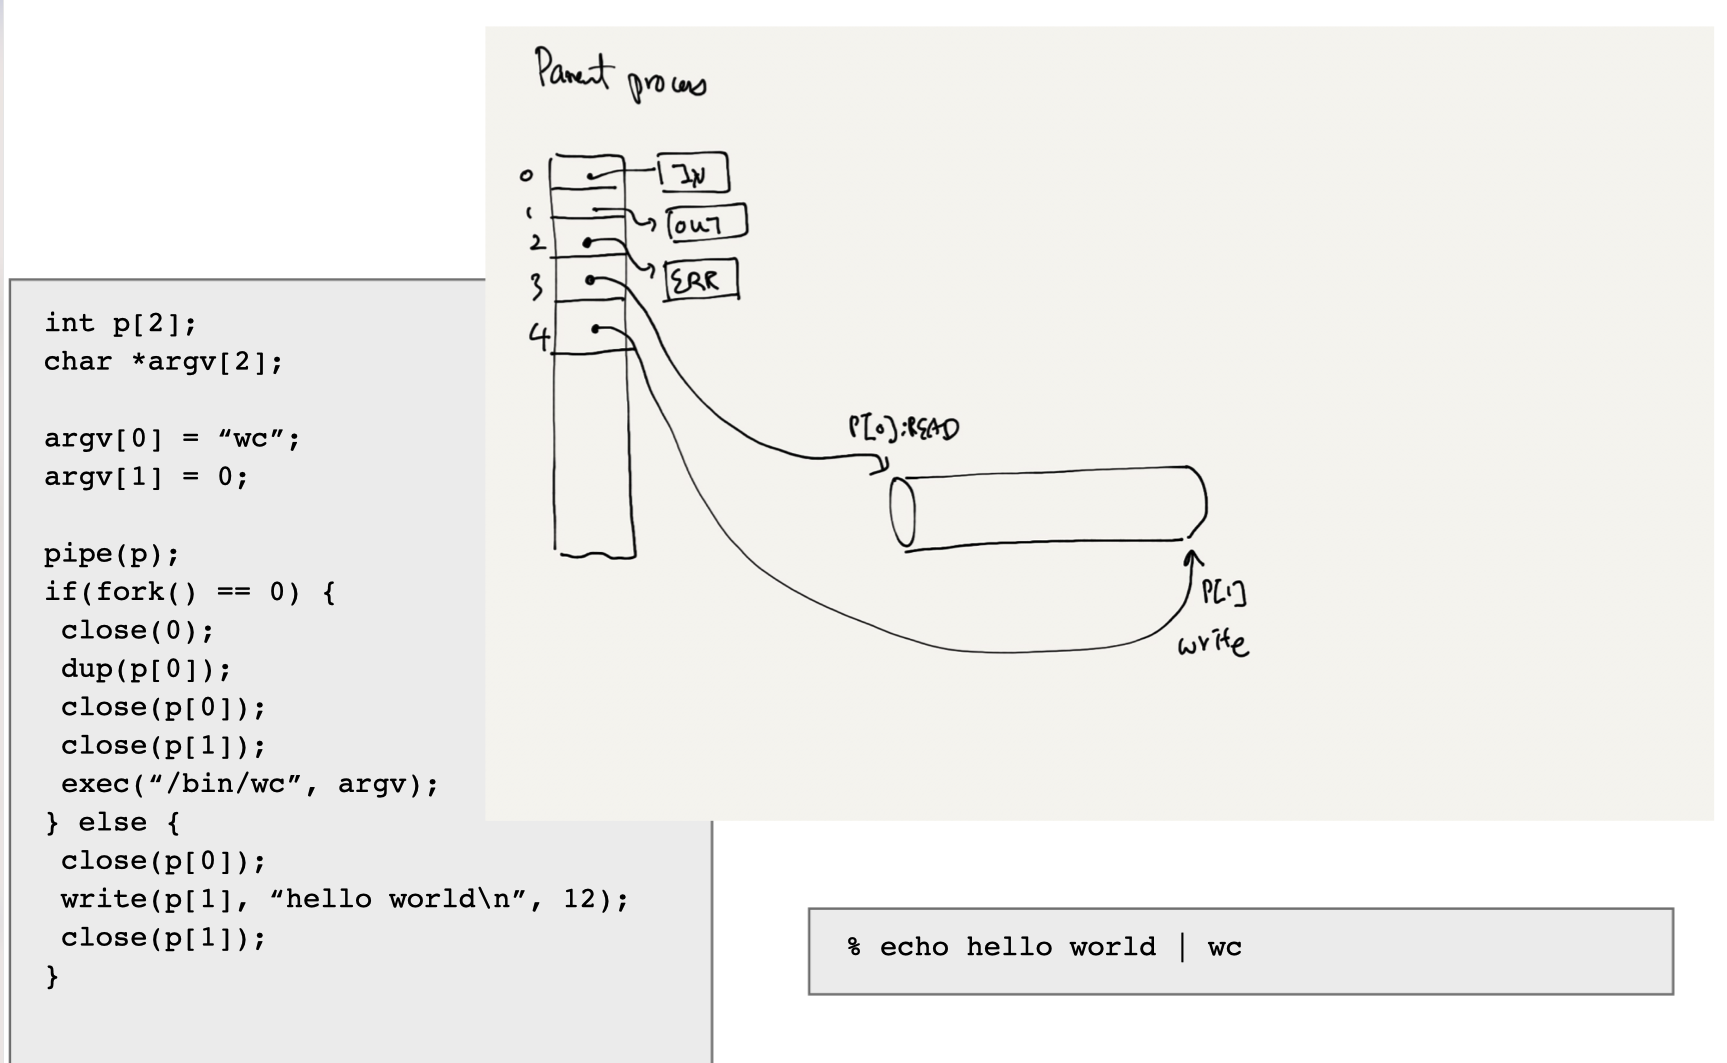 Parent process
0 IN
1 OUT
2 ERR
3
4
P[0]:READ
P[1]
write
int p[2];
char *argv[2];
argv[0] = “wc”;
argv[1] = 0;
pipe(p);
if(fork() == 0) {
close(0);
dup(p[0]);
close(p[0]);
close(p[1]);
exec(“/bin/wc”, argv);
} else {
close(p[0]);
write(p[1], “hello world\n”, 12);
close(p[1]);
}
% echo hello world | wc